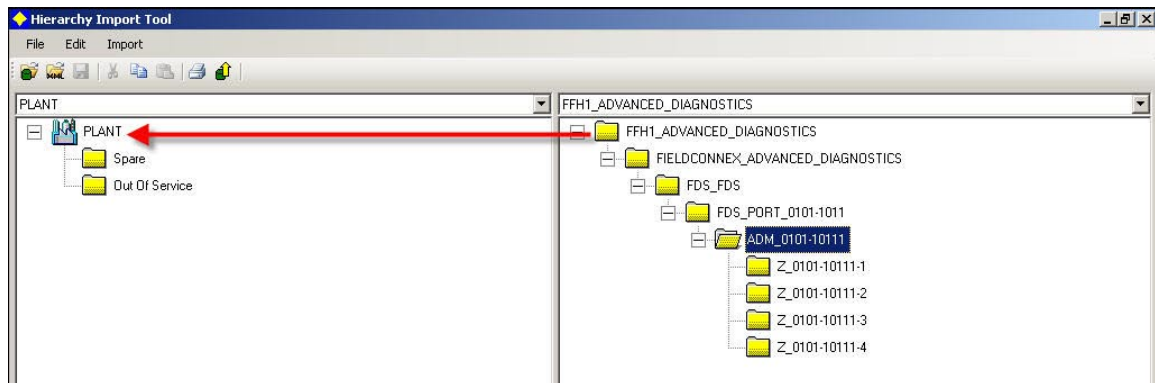 Hierarchy Import Tool
File Edit Import
PLANT
PLANT
Spare
Out Of Service
FFH1_ADVANCED_DIAGNOSTICS
FFH1_ADVANCED_DIAGNOSTICS
FIELDCONNEX_ADVANCED_DIAGNOSTICS
FDS_FDS
FDS_PORT_0101-1011
ADM_0101-10111
Z_0101-10111-1
Z_0101-10111-2
Z_0101-10111-3
Z_0101-10111-4